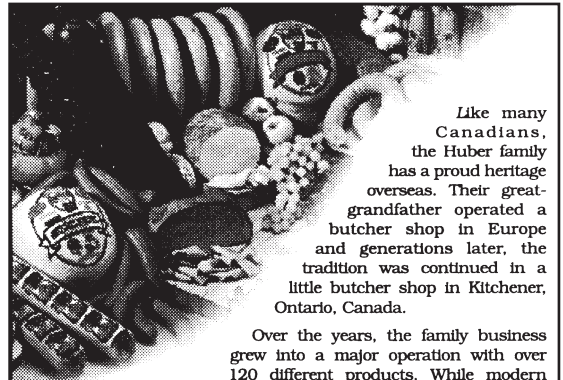 Like many
Canadians,
the Huber family
has a proud heritage
overseas. Their great-
grandfather operated a
butcher shop in Europe
and generations later, the
tradition was continued in a
little butcher shop in Kitchener,
Ontario, Canada.
Over the years, the family business
grew into a major operation with over
120 different products. While modern